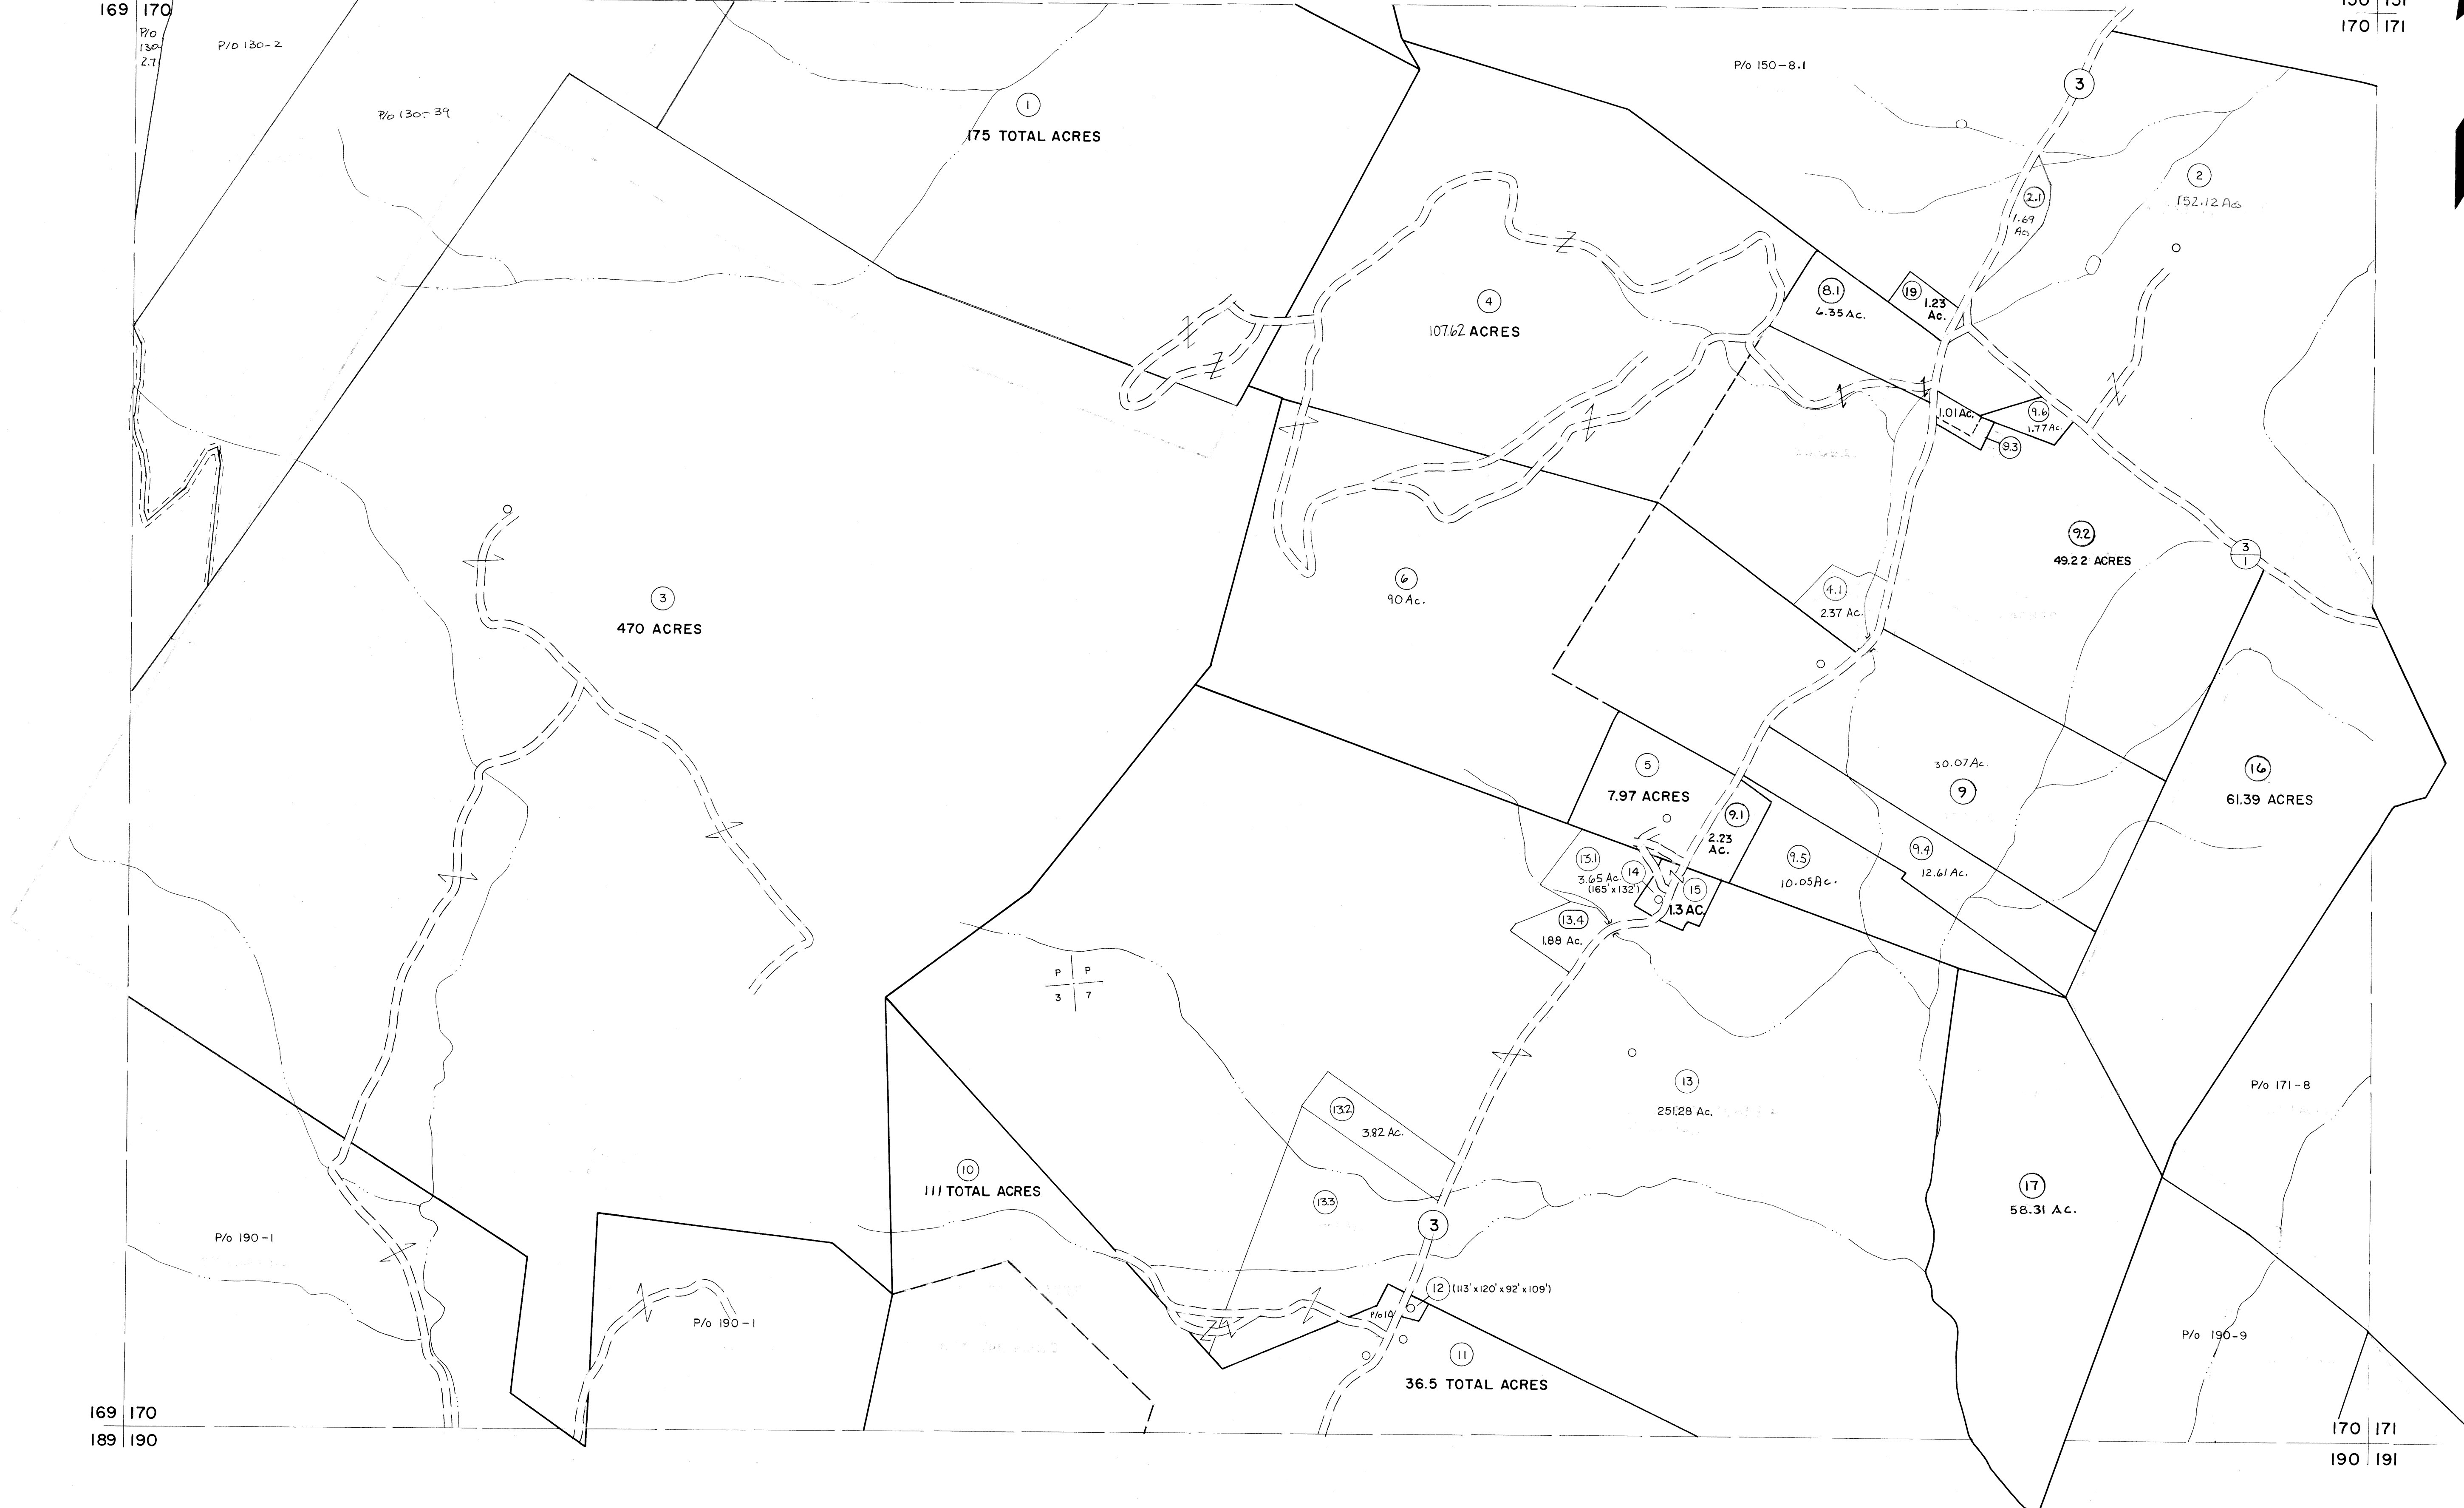 169 170
P/O
130-
2.7
P/O 130-2
P/o 130-39
1
175 TOTAL ACRES
P/o 150-8.1
3
170 171
2
152.12 Acs
2.1
1.69
Acs
4
107.62 ACRES
8.1
6.35 Ac.
19
1.23
Ac.
1.01 Ac.
9.6
1.77 Ac.
9.3
3
470 ACRES
6
90 Ac.
4.1
2.37 Ac.
9.2
49.22 ACRES
3
1
5
7.97 ACRES
30.07 Ac.
9
16
61.39 ACRES
9.1
2.23
AC.
9.5
10.05 Ac.
9.4
12.61 Ac.
13.1
3.65 Ac.
14
(165' x 132')
15
1.3 AC.
13.4
1.88 Ac.
P P
3 7
13
251.28 Ac.
13.2
3.82 Ac.
13.3
10
111 TOTAL ACRES
P/o 171-8
17
58.31 AC.
3
P/o 190-1
P/o 190-1
12 (113' x 120' x 92' x 109')
P/o 10
11
36.5 TOTAL ACRES
P/o 190-9
169 170
189 190
170 171
190 191